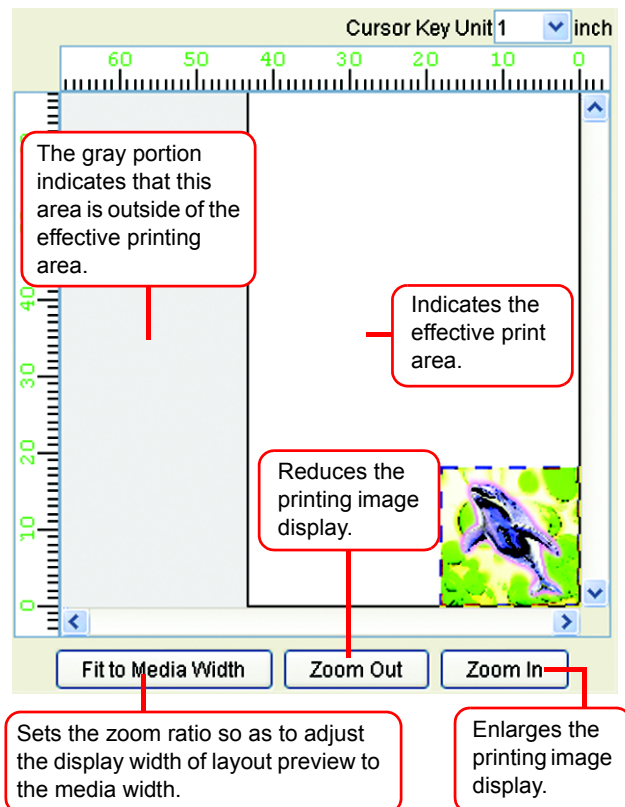 Cursor Key Unit 1 inch
60 50 40 30 20 10 0
The gray portion
indicates that this
area is outside of the
effective printing
area.
40
Indicates the
effective print
area.
30
20
Reduces the
printing image
display.
10
0
Fit to Media Width Zoom Out Zoom In
Sets the zoom ratio so as to adjust
the display width of layout preview to
the media width.
Enlarges the
printing image
display.